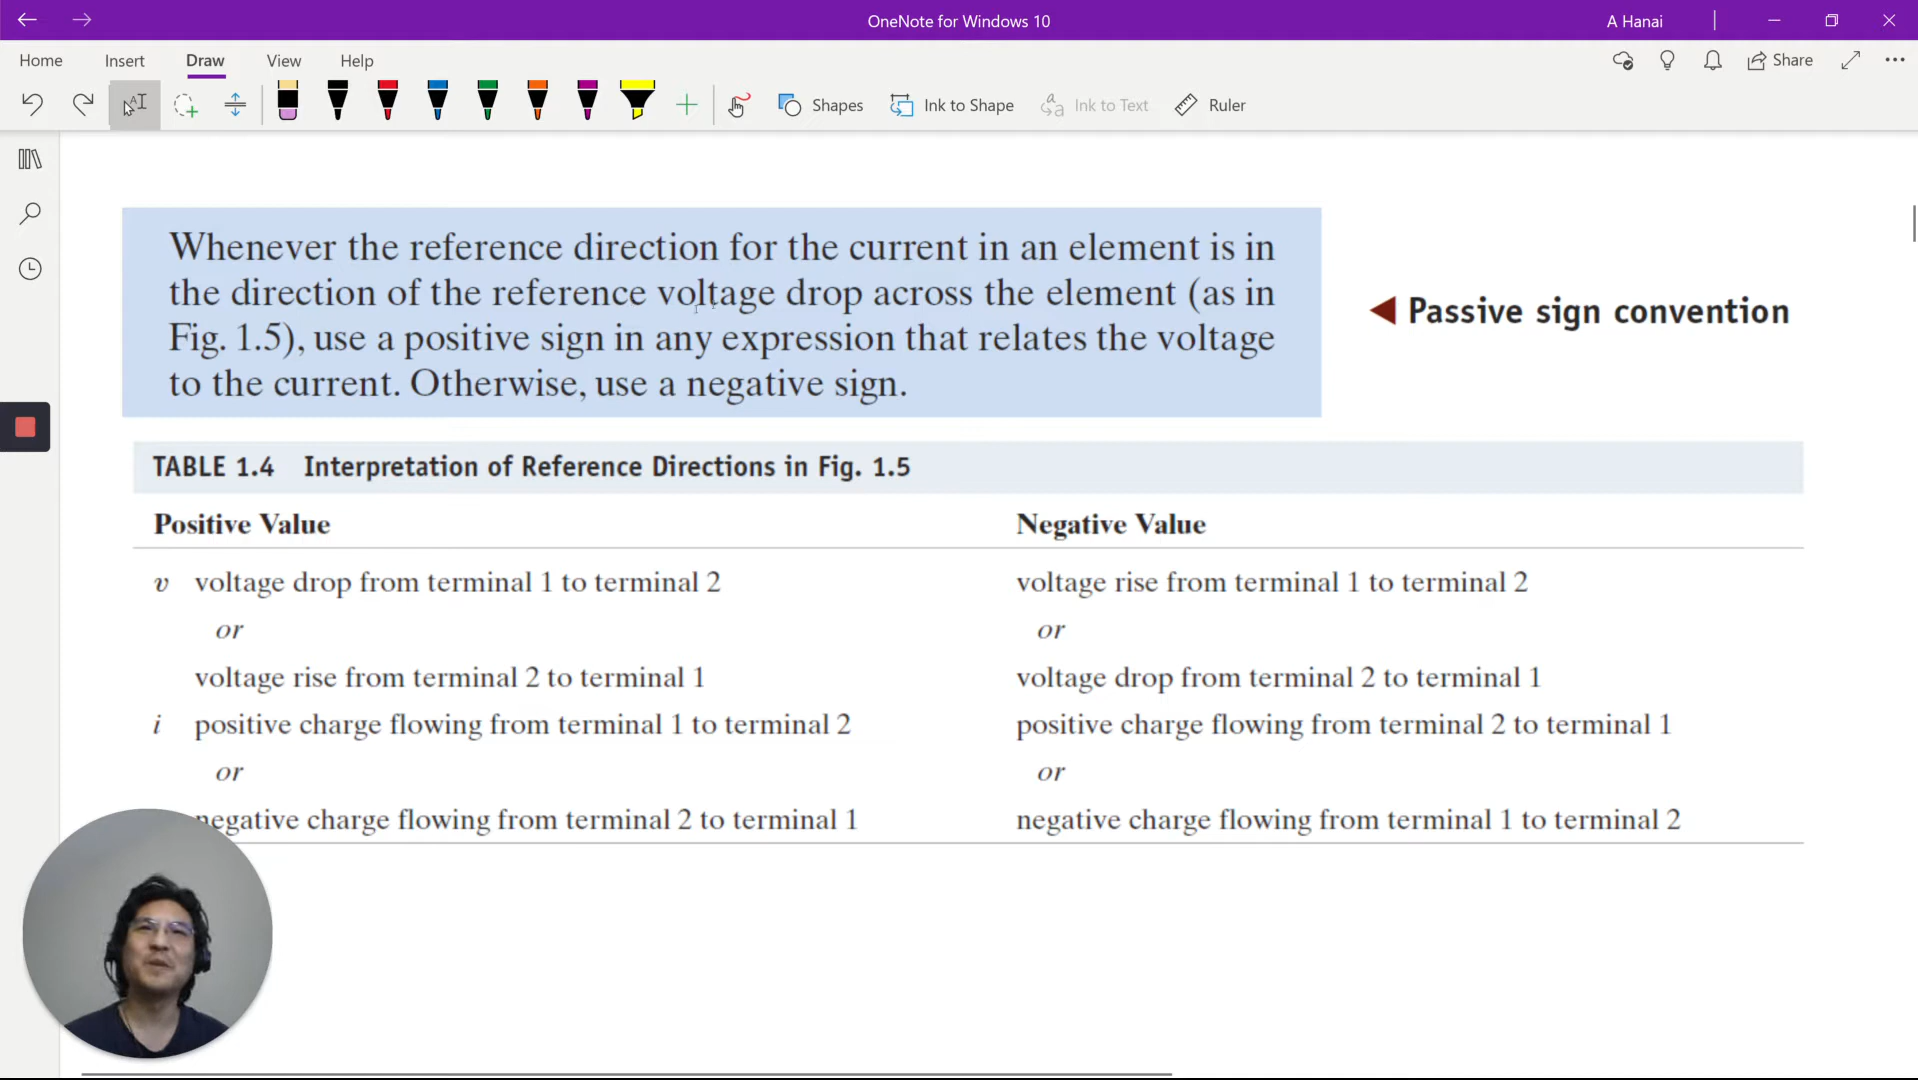 OneNote for Windows 10
A Hanai
Home Insert Draw View Help
Share
Shapes Ink to Shape Ink to Text Ruler
Whenever the reference direction for the current in an element is in
the direction of the reference voltage drop across the element (as in
Fig. 1.5), use a positive sign in any expression that relates the voltage
to the current. Otherwise, use a negative sign.
Passive sign convention
TABLE 1.4 Interpretation of Reference Directions in Fig. 1.5
Positive Value Negative Value
v voltage drop from terminal 1 to terminal 2 voltage rise from terminal 1 to terminal 2
or or
voltage rise from terminal 2 to terminal 1 voltage drop from terminal 2 to terminal 1
i positive charge flowing from terminal 1 to terminal 2 positive charge flowing from terminal 2 to terminal 1
or or
negative charge flowing from terminal 2 to terminal 1 negative charge flowing from terminal 1 to terminal 2